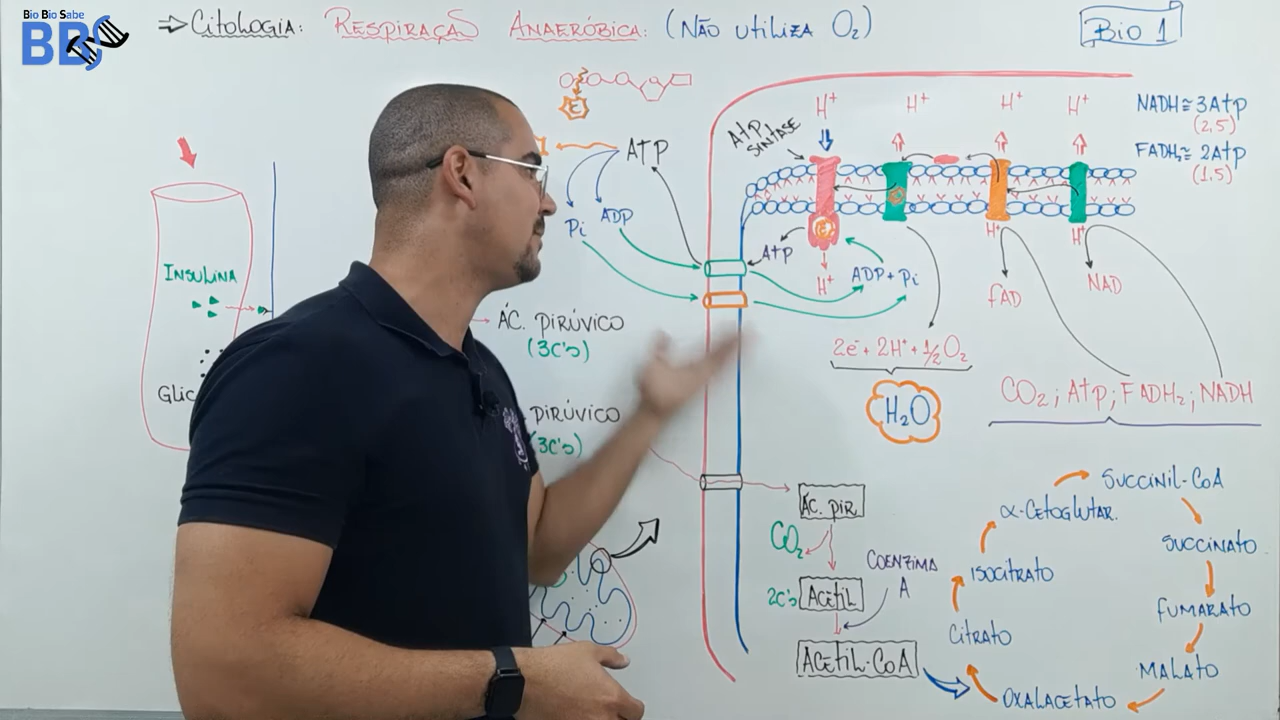 Bio Bio Sabe
BBS
⇒ Citologia: Respiração Anaeróbica: (Não utiliza O₂)
Bio 1
E
H⁺ H⁺ H⁺ H⁺
NADH ≅ 3Atp
(2,5)
FADH₂ ≅ 2Atp
(1,5)
Atp
Sintase
ATP
Pi
ADP
E
Atp
H⁺
ADP + Pi
H⁺
H⁺
FAD
NAD
Insulina
Ác. Pirúvico
(3C's)
2e⁻ + 2H⁺ + ½O₂
H₂O
CO₂; Atp; FADH₂; NADH
Glic
Pirúvico
(3C's)
Ác. Pir.
CO₂
Coenzima
A
2C's
Acetil
Acetil-CoA
Oxalacetato
Citrato
Isocitrato
α-Cetoglutar.
Succinil-CoA
Succinato
Fumarato
Malato